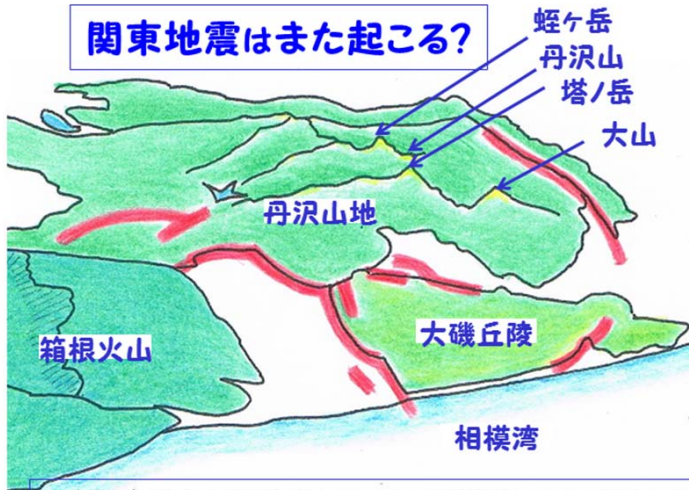 関東地震はまた起こる?
蛭ヶ岳
丹沢山
塔ノ岳
大山
丹沢山地
箱根火山
大磯丘陵
相模湾